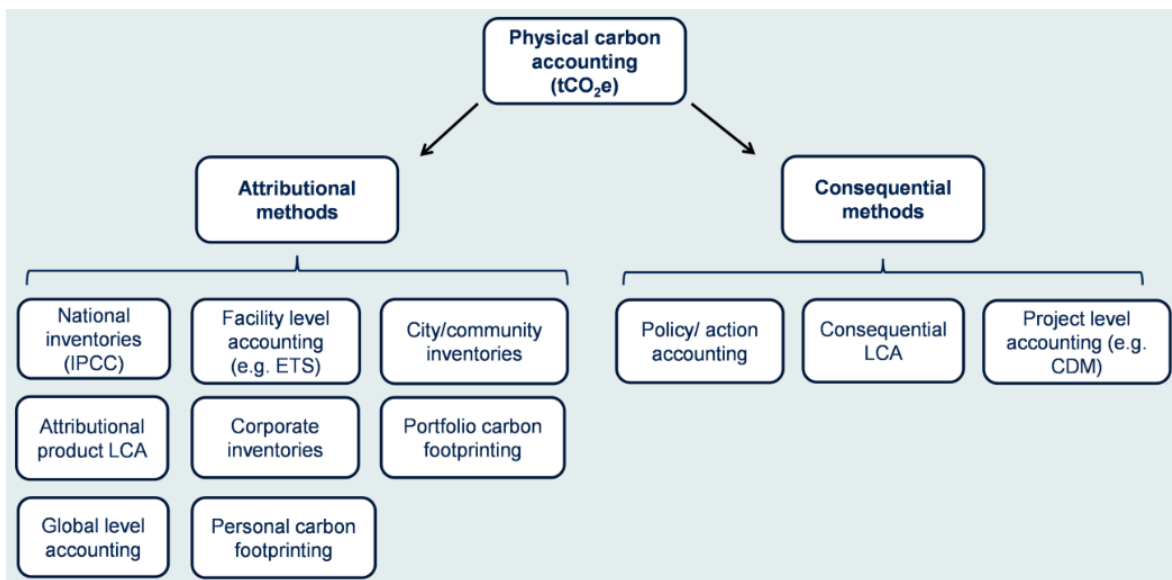 Physical carbon
accounting
(tCO₂e)
Attributional
methods
Consequential
methods
National
inventories
(IPCC)
Facility level
accounting
(e.g. ETS)
City/community
inventories
Policy/ action
accounting
Consequential
LCA
Project level
accounting (e.g.
CDM)
Attributional
product LCA
Corporate
inventories
Portfolio carbon
footprinting
Global level
accounting
Personal carbon
footprinting